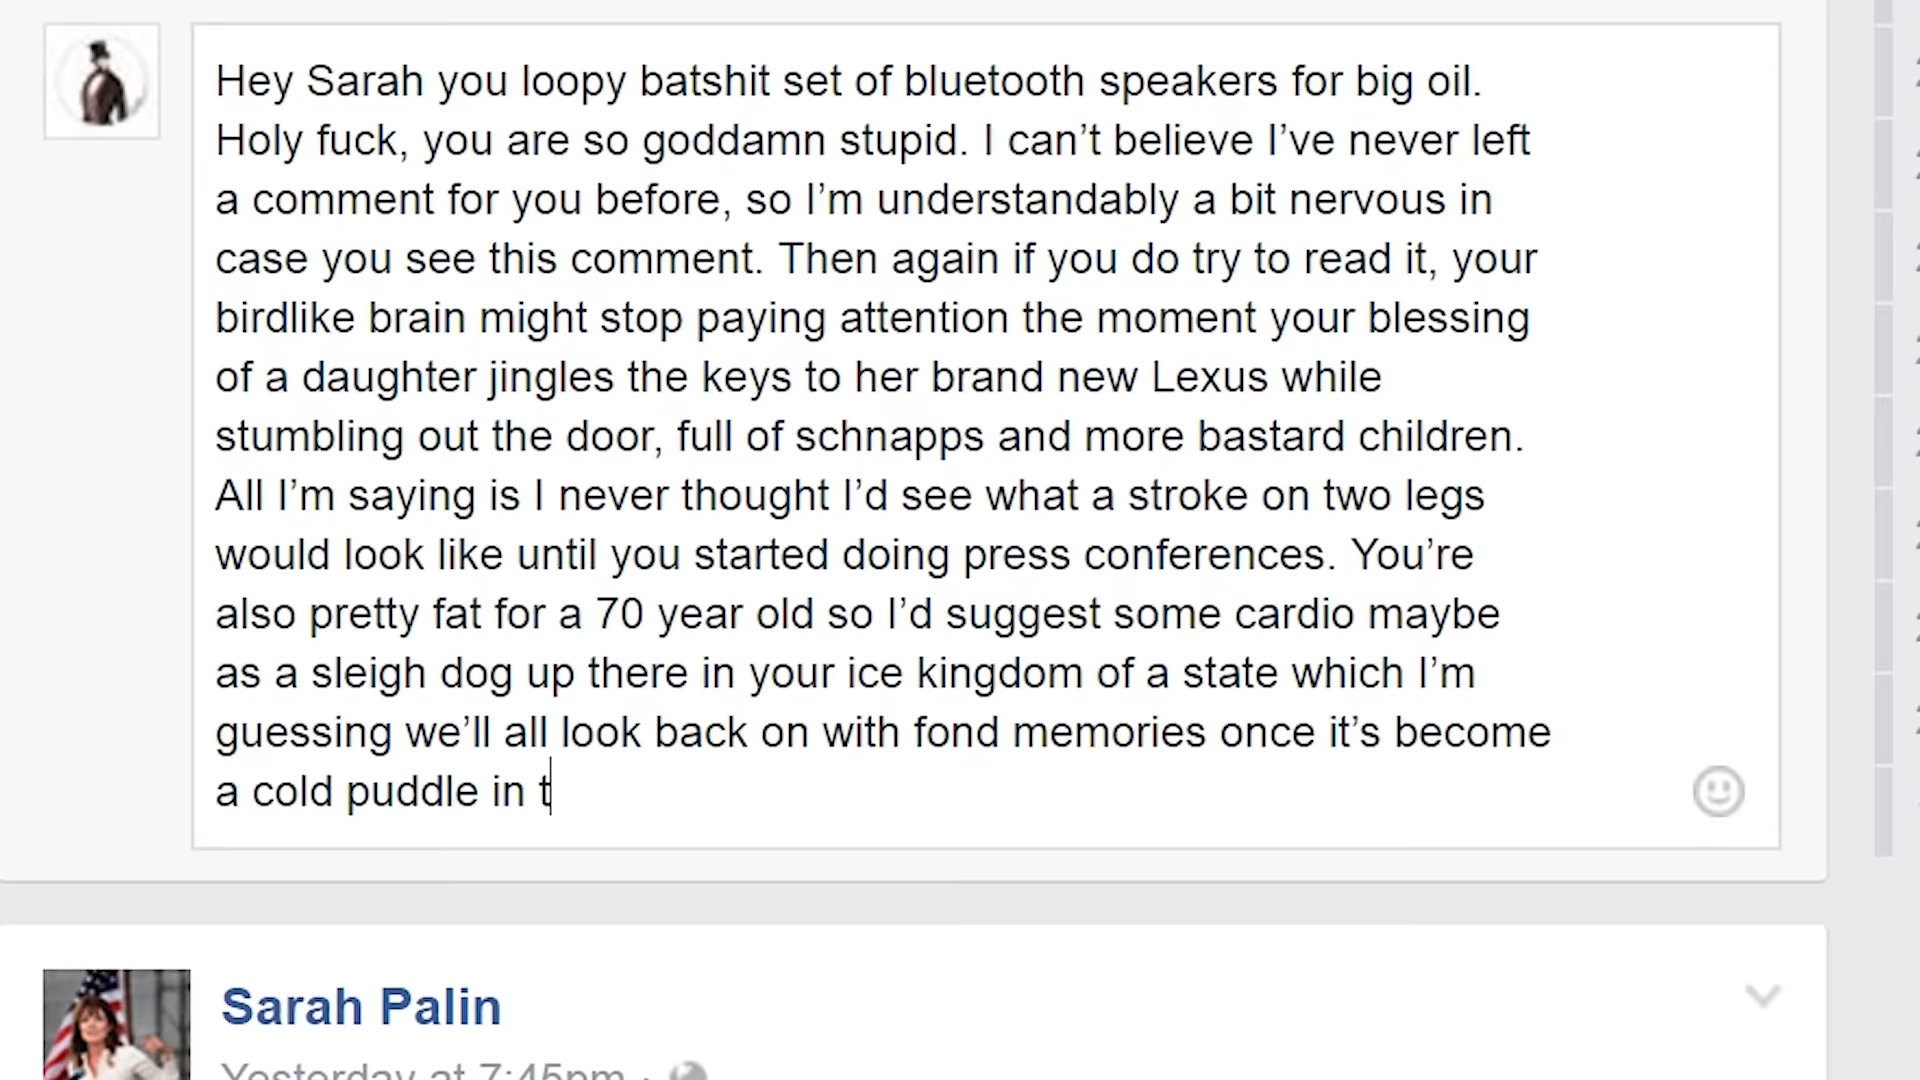 Hey Sarah you loopy batshit set of bluetooth speakers for big oil.
Holy fuck, you are so goddamn stupid. I can’t believe I’ve never left
a comment for you before, so I’m understandably a bit nervous in
case you see this comment. Then again if you do try to read it, your
birdlike brain might stop paying attention the moment your blessing
of a daughter jingles the keys to her brand new Lexus while
stumbling out the door, full of schnapps and more bastard children.
All I’m saying is I never thought I’d see what a stroke on two legs
would look like until you started doing press conferences. You’re
also pretty fat for a 70 year old so I’d suggest some cardio maybe
as a sleigh dog up there in your ice kingdom of a state which I’m
guessing we’ll all look back on with fond memories once it’s become
a cold puddle in t
Sarah Palin
Yesterday at 7:45pm ·